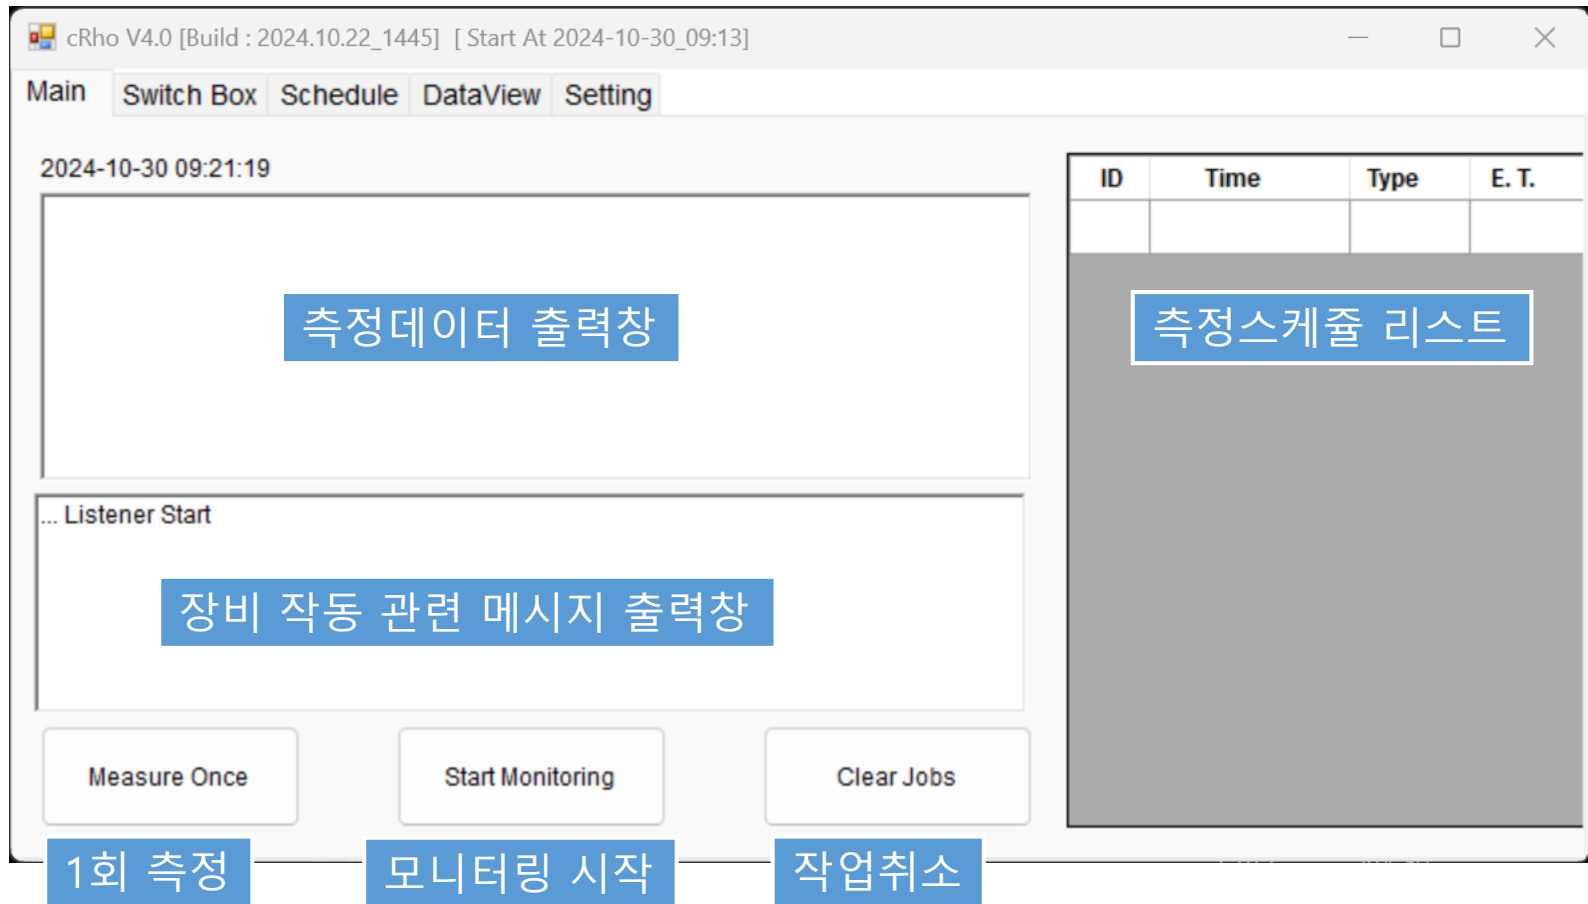 cRho V4.0 [Build : 2024.10.22_1445] [ Start At 2024-10-30_09:13]
Main Switch Box Schedule DataView Setting
2024-10-30 09:21:19
측정데이터 출력창
... Listener Start
장비 작동 관련 메시지 출력창
ID Time Type E. T.
측정스케쥴 리스트
Measure Once Start Monitoring Clear Jobs
1회 측정 모니터링 시작 작업취소